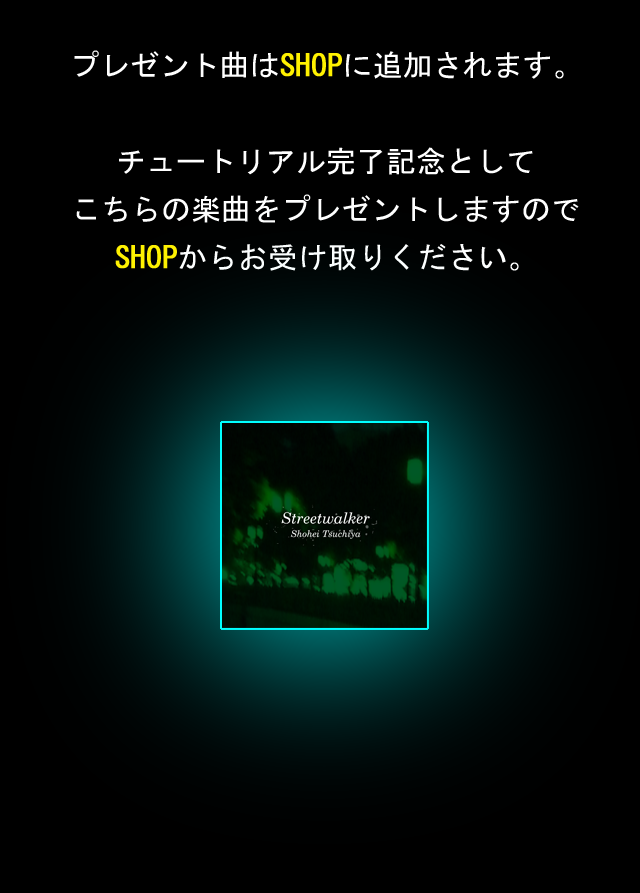 プレゼント曲はSHOPに追加されます。
チュートリアル完了記念として
こちらの楽曲をプレゼントしますので
SHOPからお受け取りください。
Streetwalker
Shohei Tsuchiya